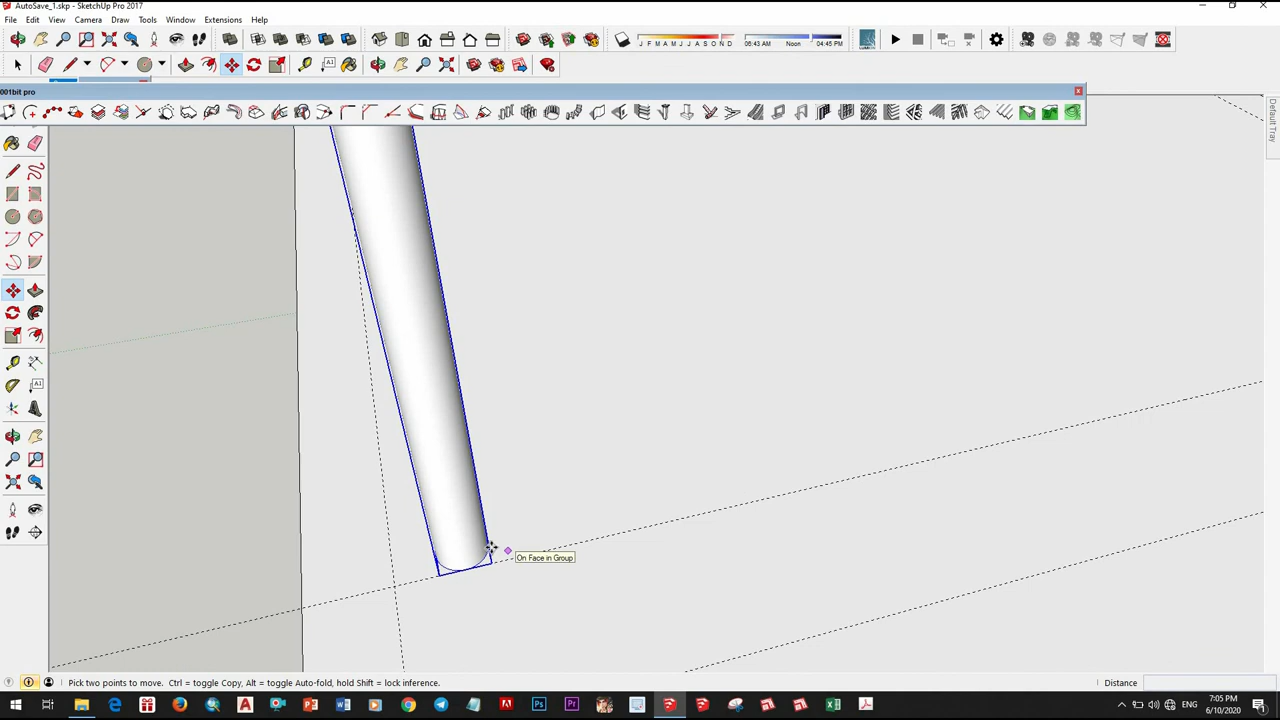 AutoSave_1.skp - SketchUp Pro 2017
File Edit View Camera Draw Tools Window Extensions Help
J F M A M J J A S O N D 06:43 AM Noon 04:45 PM
001bit pro
Default Tray
On Face in Group
Pick two points to move. Ctrl = toggle Copy, Alt = toggle Auto-fold, hold Shift = lock inference.
Distance
7:05 PM
6/10/2020